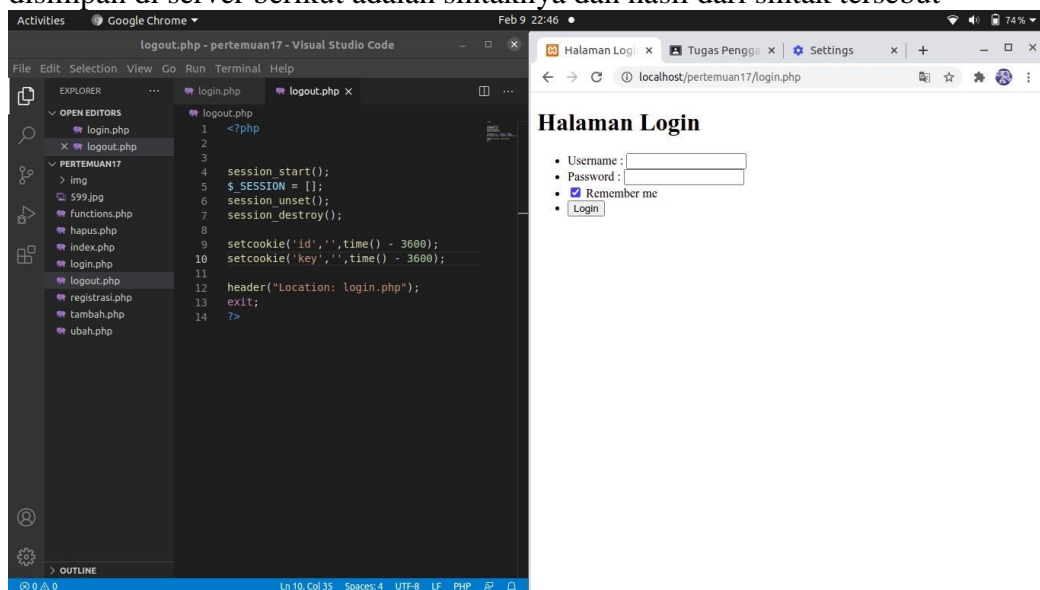 disimpan di server berikut adalah sintaknya dan hasil dari sintak tersebut
Activities Google Chrome Feb 9 22:46 74 %
logout.php - pertemuan17 - Visual Studio Code
File Edit Selection View Go Run Terminal Help
EXPLORER
OPEN EDITORS
login.php
logout.php
PERTEMUAN17
img
599.jpg
functions.php
hapus.php
index.php
login.php
logout.php
registrasi.php
tambah.php
ubah.php
OUTLINE
login.php logout.php
logout.php
1 <?php
2
3
4 session_start();
5 $_SESSION = [];
6 session_unset();
7 session_destroy();
8
9 setcookie('id','',time() - 3600);
10 setcookie('key','',time() - 3600);
11
12 header("Location: login.php");
13 exit;
14 ?>
0 0 Ln 10, Col 35 Spaces: 4 UTF-8 LF PHP
Halaman Logi Tugas Pengga Settings
localhost/pertemuan17/login.php
Halaman Login
Username :
Password :
Remember me
Login